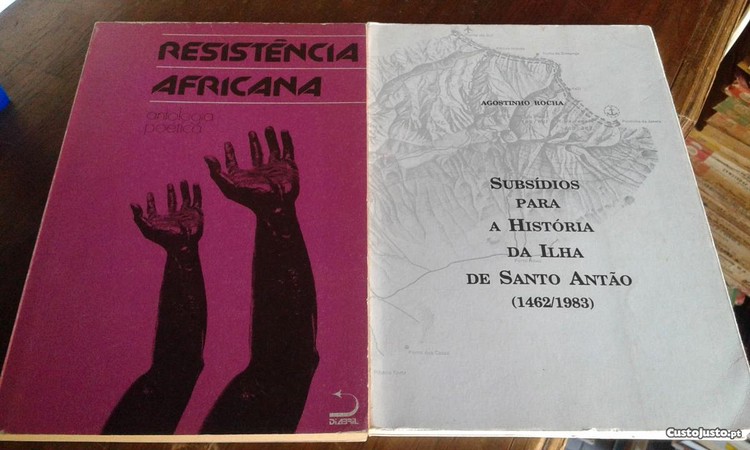 RESISTÊNCIA
AFRICANA
antologia
poética
DIABRIL
AGOSTINHO ROCHA
SUBSÍDIOS
PARA
A HISTÓRIA
DA ILHA
DE SANTO ANTÃO
(1462/1983)
CustoJusto.pt